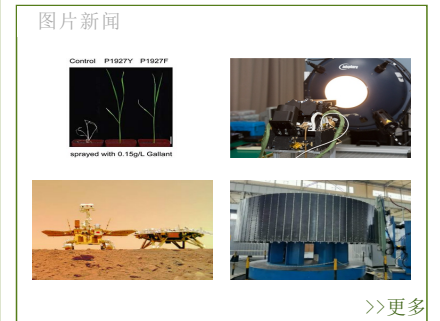 图片新闻
Control P1927Y P1927F
sprayed with 0.15g/L Gallant
>>更多